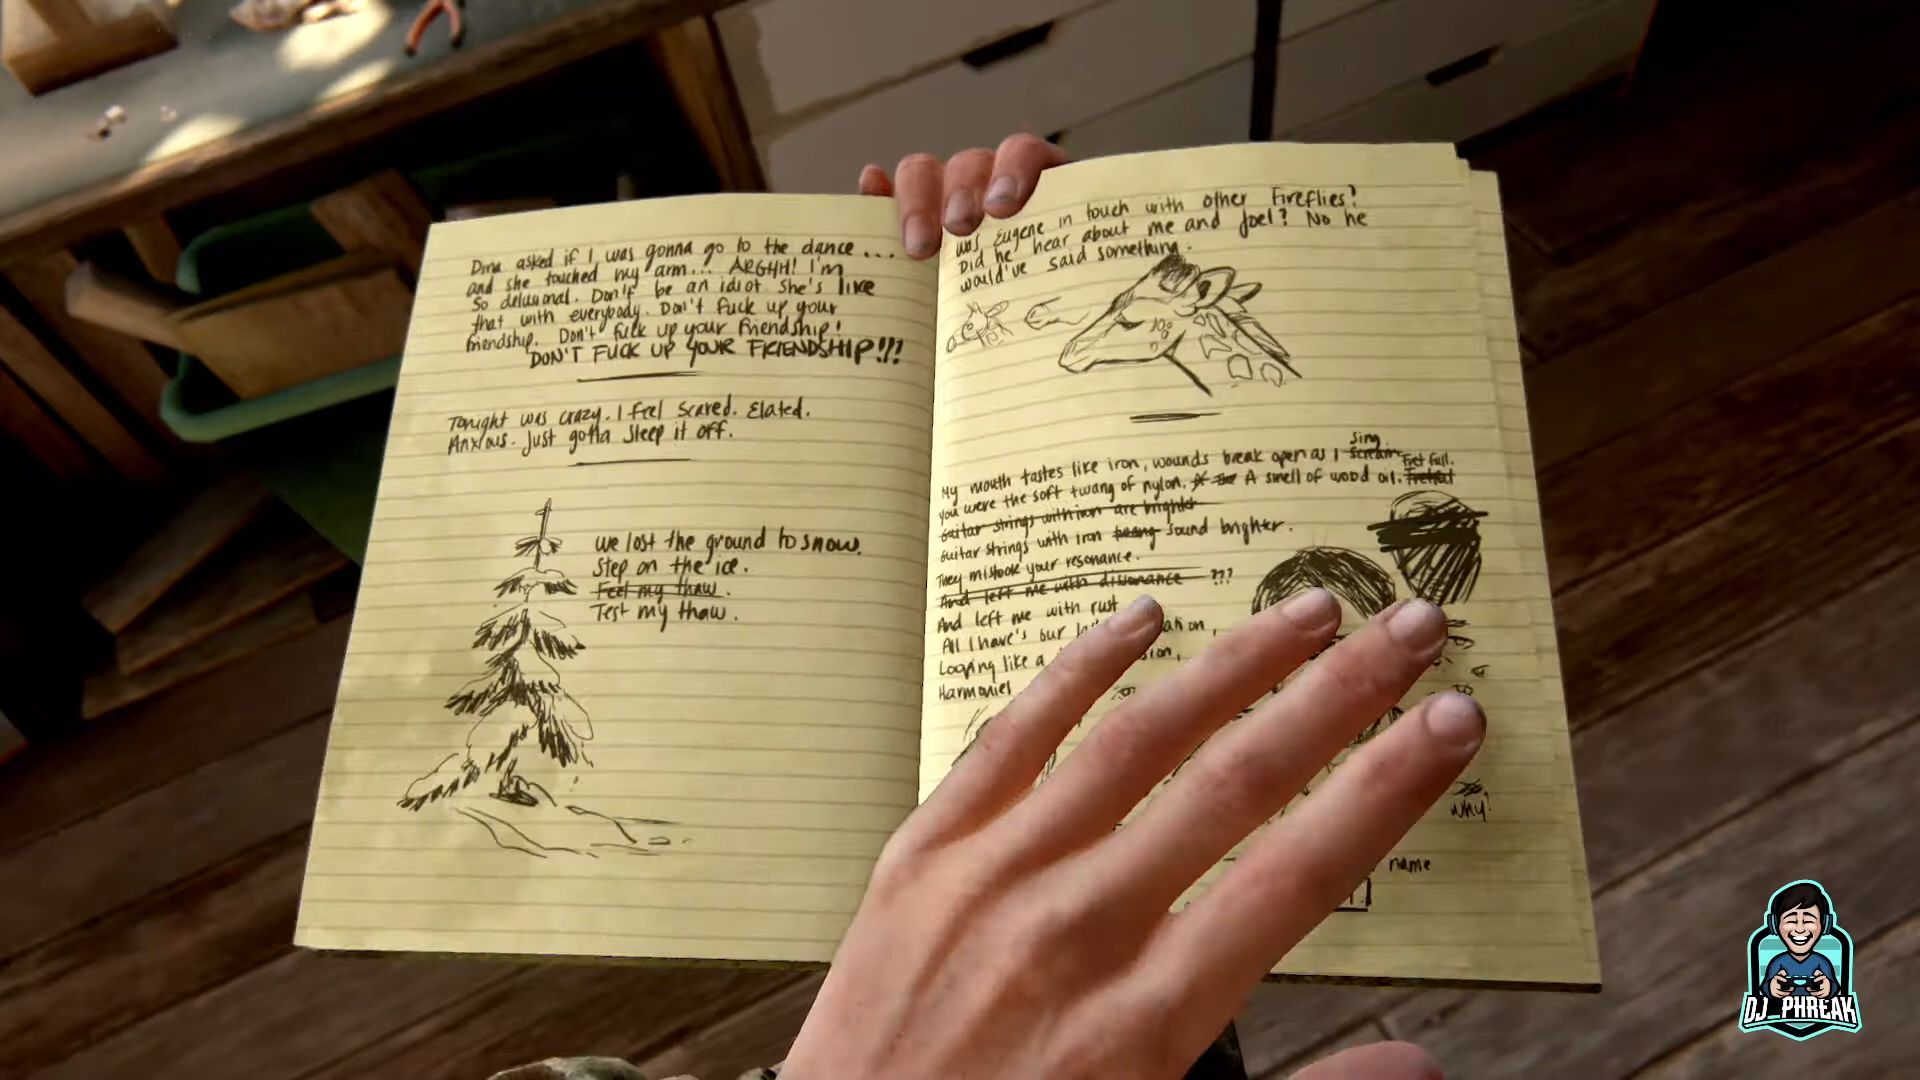 Dina asked if I was gonna go to the dance...
and she touched my arm... ARGHH! I'm
so delusional. Don't be an idiot. She's like
that with everybody. Don't fuck up your
friendship. Don't fuck up your friendship!
DON'T FUCK UP YOUR FRIENDSHIP!!!
Tonight was crazy. I feel scared. Elated.
Anxious. Just gotta sleep it off.
We lost the ground to snow.
Step on the ice.
Feel my thaw.
Test my thaw.
Was Eugene in touch with other Fireflies?
Did he hear about me and Joel? No he
would've said something.
sing
My mouth tastes like iron, wounds break open as I scream
Fret full.
You were the soft twang of nylon. A smell of wood oil. Fretful
Guitar strings with iron are brighter
Guitar strings with iron twang sound brighter.
They mistook your resonance.
And left me with dissonance ???
And left me with rust
All I have's our
Looping like a
Harmonies
why?
name
DJ_PHREAK